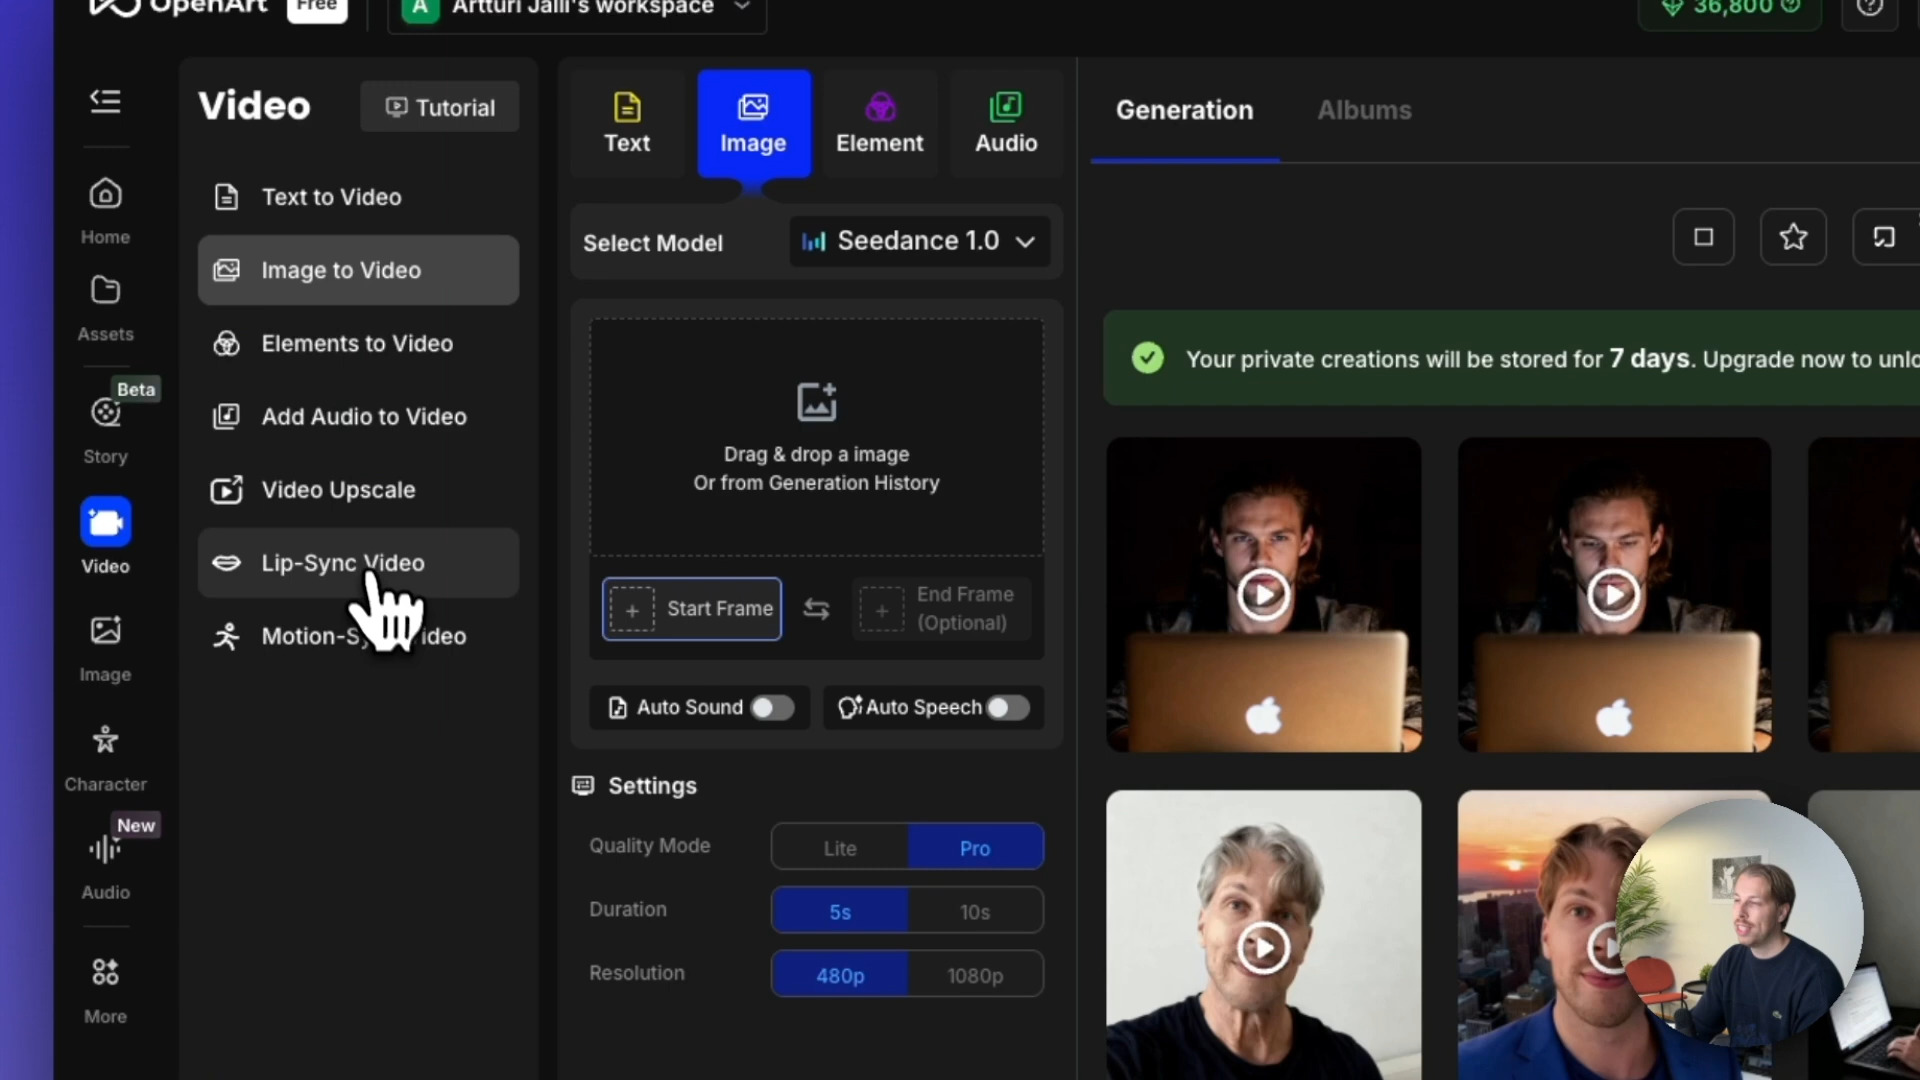 OpenArt
Free
A
Artturi Jalli's workspace
36,800
Video
Tutorial
Text to Video
Image to Video
Elements to Video
Add Audio to Video
Video Upscale
Lip-Sync Video
Home
Assets
Beta
Story
Video
Image
Character
New
Audio
More
Text
Image
Element
Audio
Select Model
Seedance 1.0
Drag & drop a image
Or from Generation History
Start Frame
End Frame
(Optional)
Auto Sound
Auto Speech
Settings
Quality Mode
Lite
Pro
Duration
5s
10s
Resolution
480p
1080p
Generation
Albums
Your private creations will be stored for 7 days. Upgrade now to